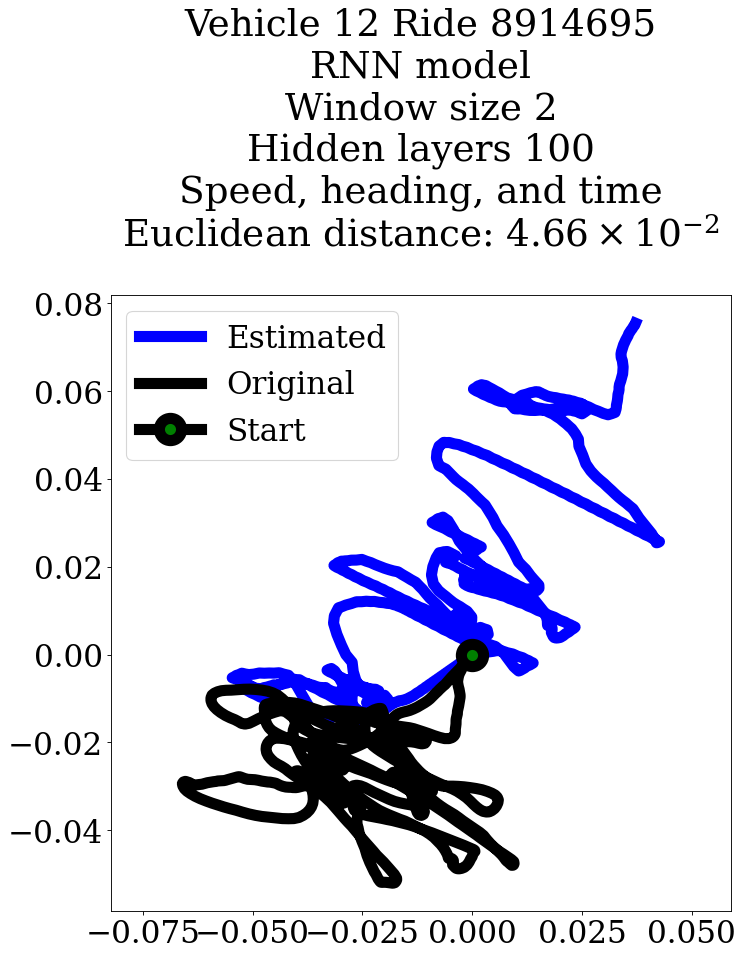 Vehicle 12 Ride 8914695
RNN model
Window size 2
Hidden layers 100
Speed, heading, and time
Euclidean distance: 4.66 × 10⁻²
0.08
0.06
0.04
0.02
0.00
−0.02
−0.04
Estimated
Original
Start
−0.075 −0.050 −0.025 0.000 0.025 0.050